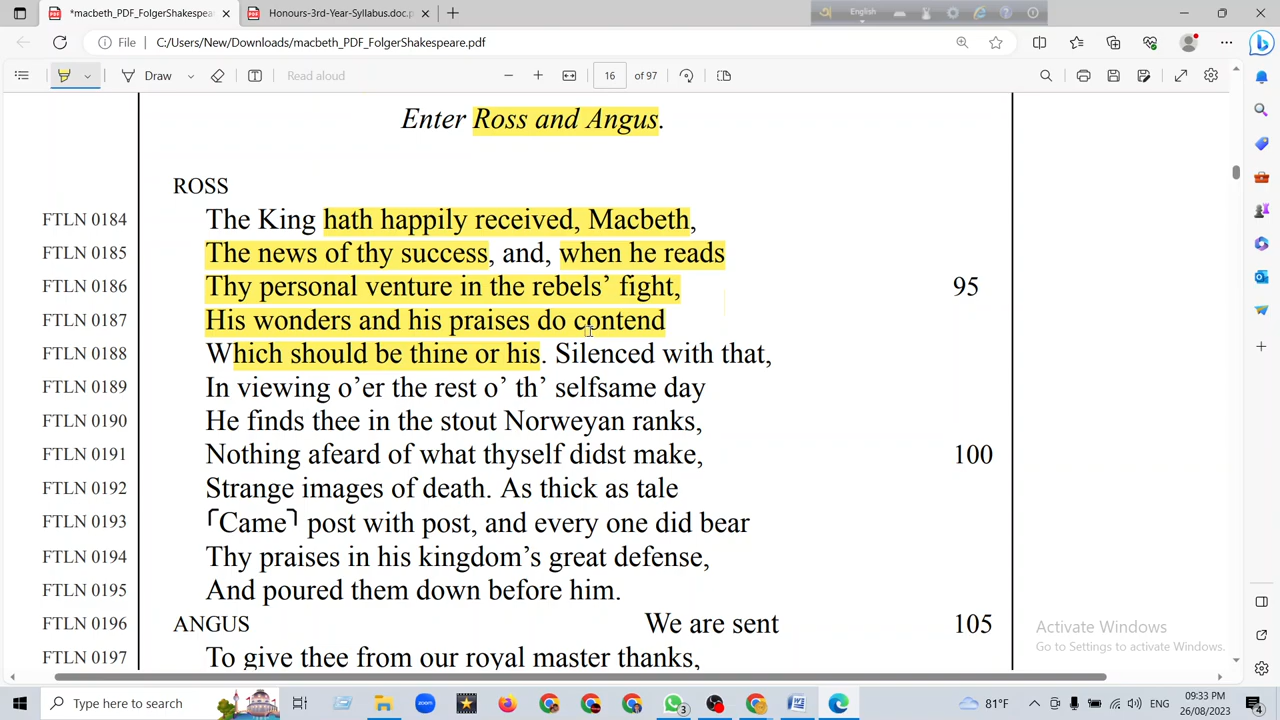 *macbeth_PDF_FolgerShakespeare
Honours-3rd-Year-Syllabus.doc.p
English
File
C:/Users/New/Downloads/macbeth_PDF_FolgerShakespeare.pdf
Draw
Read aloud
16 of 97
Enter Ross and Angus.
ROSS
FTLN 0184 The King hath happily received, Macbeth,
FTLN 0185 The news of thy success, and, when he reads
FTLN 0186 Thy personal venture in the rebels’ fight, 95
FTLN 0187 His wonders and his praises do contend
FTLN 0188 Which should be thine or his. Silenced with that,
FTLN 0189 In viewing o’er the rest o’ th’ selfsame day
FTLN 0190 He finds thee in the stout Norweyan ranks,
FTLN 0191 Nothing afeard of what thyself didst make, 100
FTLN 0192 Strange images of death. As thick as tale
FTLN 0193 ⌜Came⌝ post with post, and every one did bear
FTLN 0194 Thy praises in his kingdom’s great defense,
FTLN 0195 And poured them down before him.
FTLN 0196 ANGUS We are sent 105
FTLN 0197 To give thee from our royal master thanks,
Activate Windows
Go to Settings to activate Windows.
Type here to search
zoom
3
81°F
ENG
09:33 PM
26/08/2023
4